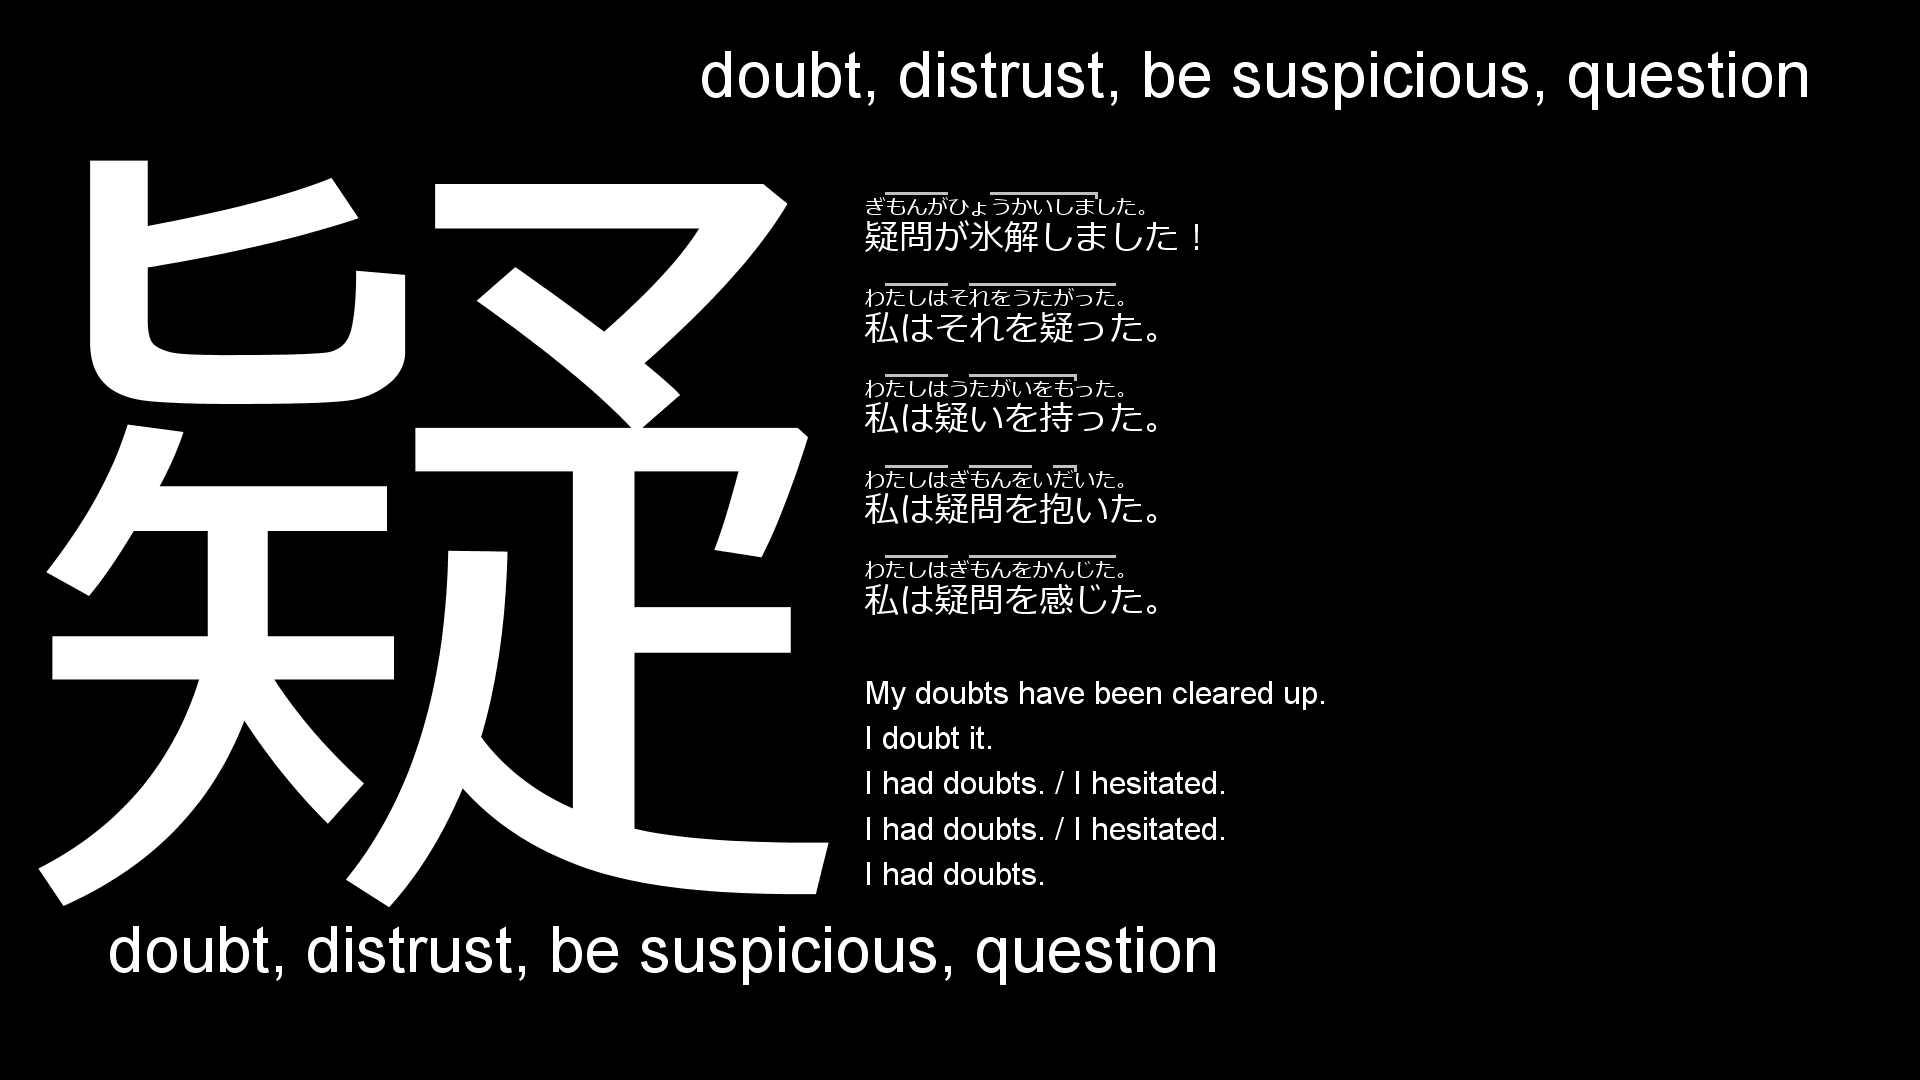 doubt, distrust, be suspicious, question
疑
ぎもんがひょうかいしました。
疑問が氷解しました！
わたしはそれをうたがった。
私はそれを疑った。
わたしはうたがいをもった。
私は疑いを持った。
わたしはぎもんをいだいた。
私は疑問を抱いた。
わたしはぎもんをかんじた。
私は疑問を感じた。
My doubts have been cleared up.
I doubt it.
I had doubts. / I hesitated.
I had doubts. / I hesitated.
I had doubts.
doubt, distrust, be suspicious, question